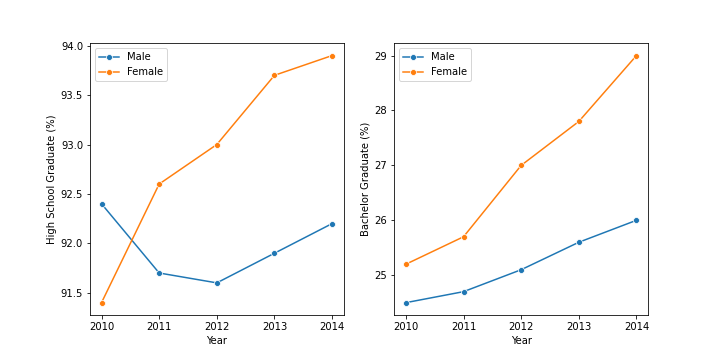 Male
Female
High School Graduate (%)
94.0
93.5
93.0
92.5
92.0
91.5
2010
2011
2012
2013
2014
Year
Male
Female
Bachelor Graduate (%)
29
28
27
26
25
2010
2011
2012
2013
2014
Year